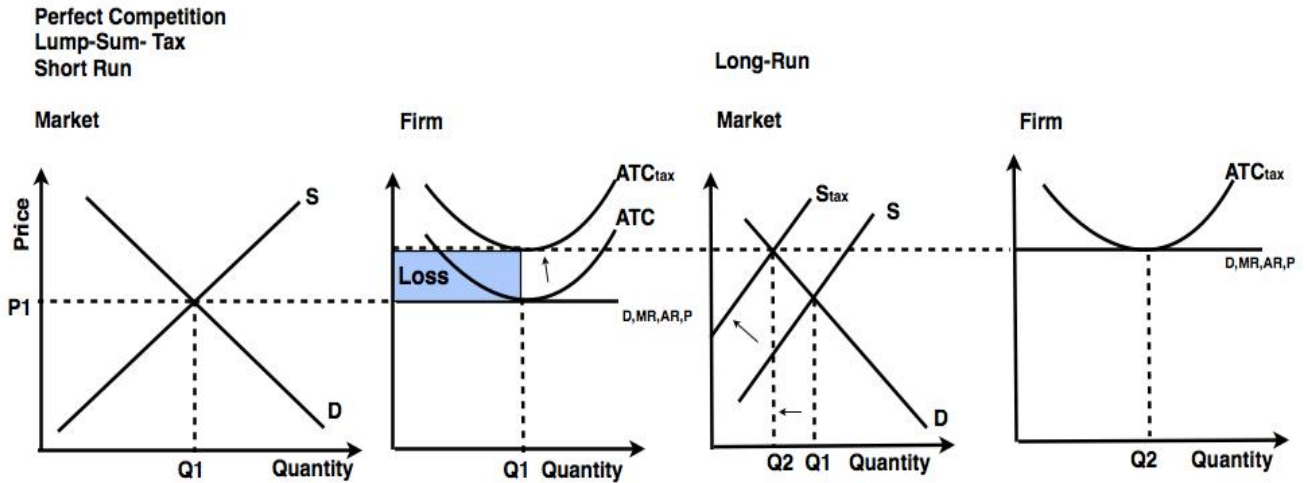 Perfect Competition
Lump-Sum- Tax
Short Run
Long-Run
Market
Firm
Market
Firm
Price
P1
S
D
Q1
Quantity
ATCtax
ATC
Loss
D,MR,AR,P
Q1
Quantity
Stax
S
D
Q2
Q1
Quantity
ATCtax
D,MR,AR,P
Q2
Quantity